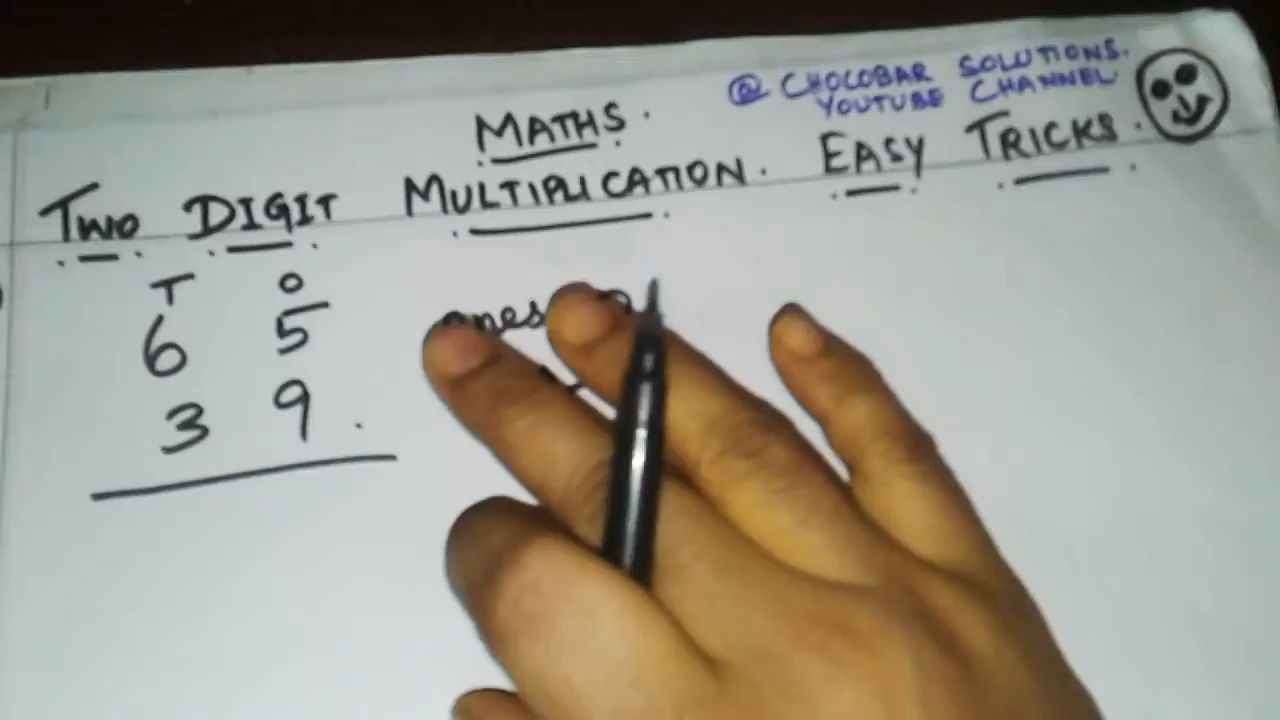 @ CHOCOBAR SOLUTIONS.
YOUTUBE CHANNEL
MATHS.
TWO DIGIT MULTIPLICATION. EASY TRICKS.
T O
6 5
3 9 .